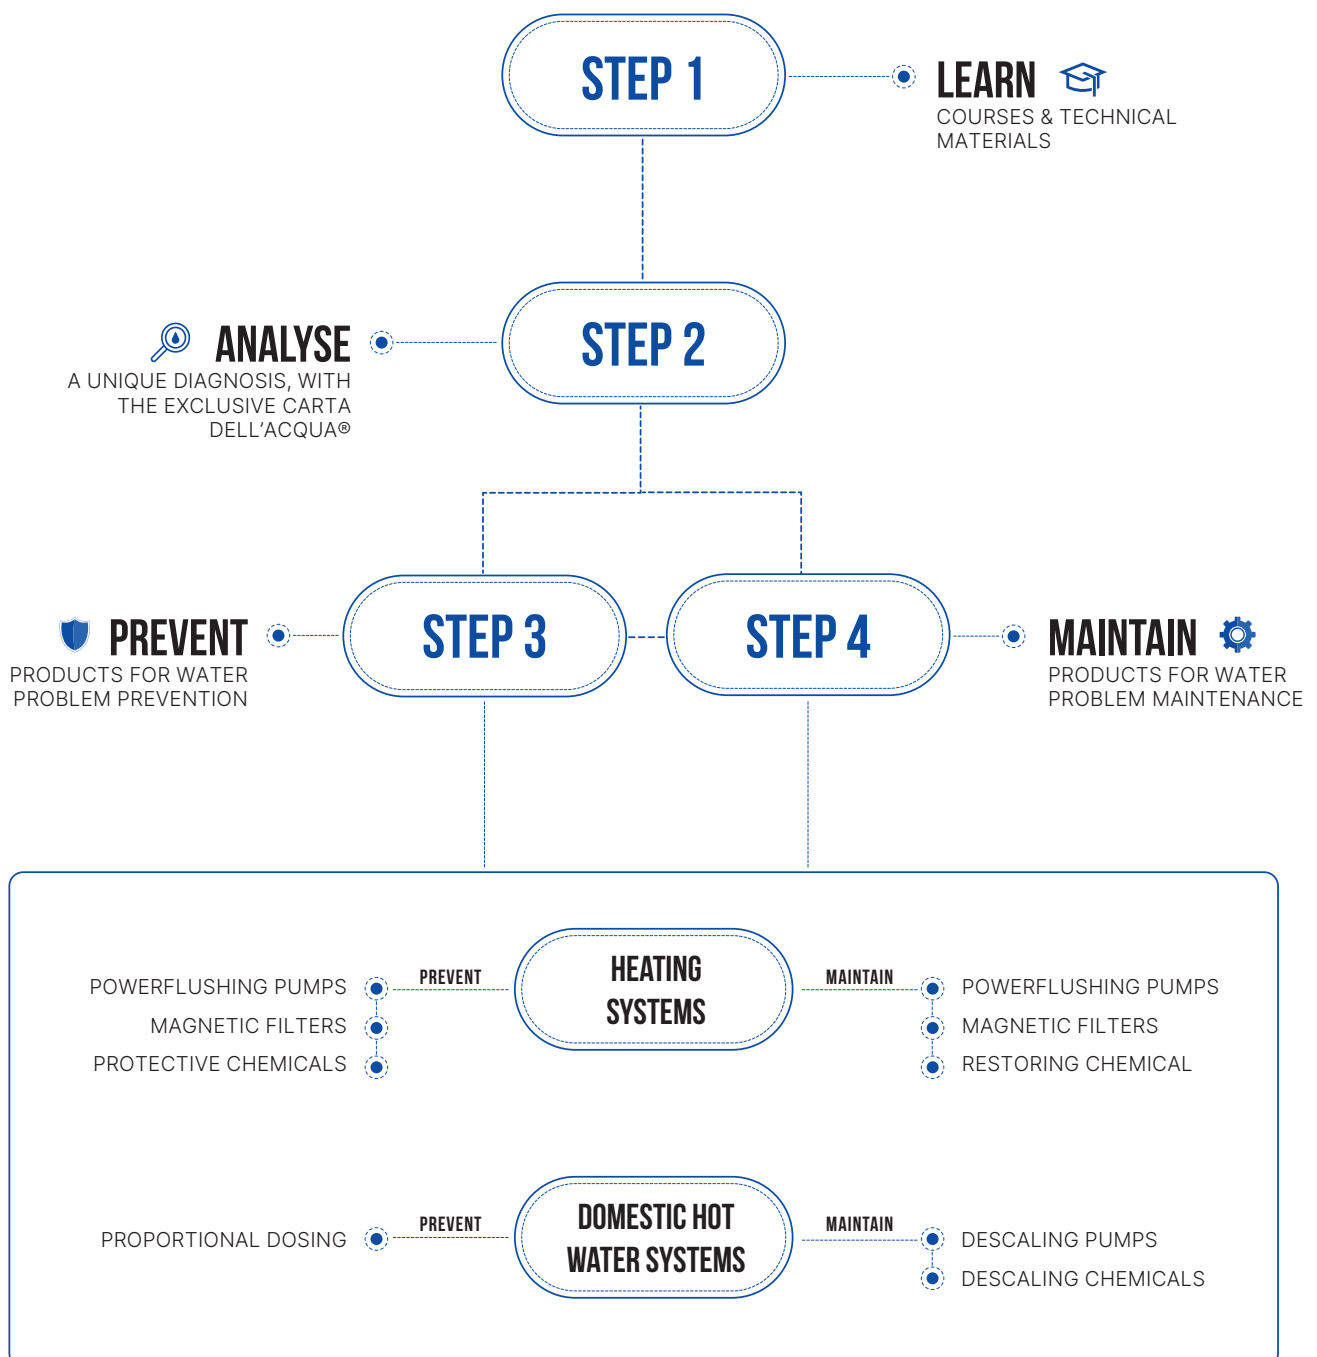 STEP 1
LEARN
COURSES & TECHNICAL
MATERIALS
STEP 2
ANALYSE
A UNIQUE DIAGNOSIS, WITH
THE EXCLUSIVE CARTA
DELL’ACQUA®
STEP 3
PREVENT
PRODUCTS FOR WATER
PROBLEM PREVENTION
STEP 4
MAINTAIN
PRODUCTS FOR WATER
PROBLEM MAINTENANCE
HEATING
SYSTEMS
PREVENT
POWERFLUSHING PUMPS
MAGNETIC FILTERS
PROTECTIVE CHEMICALS
MAINTAIN
POWERFLUSHING PUMPS
MAGNETIC FILTERS
RESTORING CHEMICAL
DOMESTIC HOT
WATER SYSTEMS
PREVENT
PROPORTIONAL DOSING
MAINTAIN
DESCALING PUMPS
DESCALING CHEMICALS